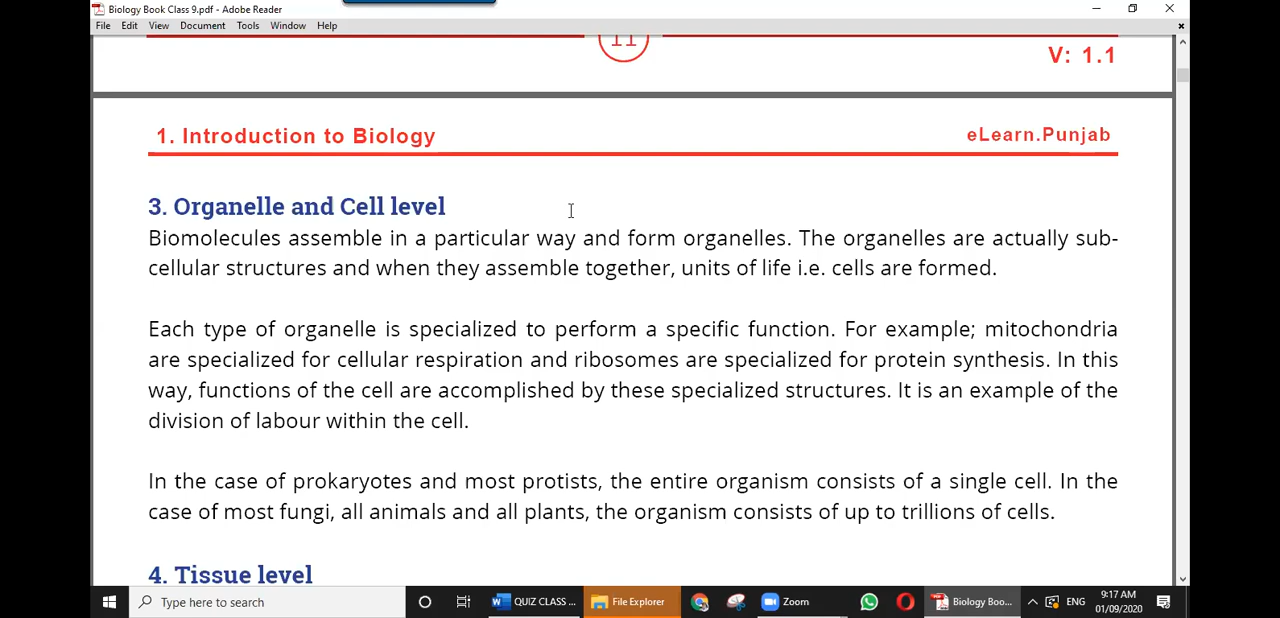 Biology Book Class 9.pdf - Adobe Reader
File Edit View Document Tools Window Help
11
V: 1.1
1. Introduction to Biology eLearn.Punjab
3. Organelle and Cell level
Biomolecules assemble in a particular way and form organelles. The organelles are actually sub-
cellular structures and when they assemble together, units of life i.e. cells are formed.
Each type of organelle is specialized to perform a specific function. For example; mitochondria
are specialized for cellular respiration and ribosomes are specialized for protein synthesis. In this
way, functions of the cell are accomplished by these specialized structures. It is an example of the
division of labour within the cell.
In the case of prokaryotes and most protists, the entire organism consists of a single cell. In the
case of most fungi, all animals and all plants, the organism consists of up to trillions of cells.
4. Tissue level
Type here to search QUIZ CLASS ... File Explorer Zoom Biology Boo... ENG 9:17 AM
01/09/2020